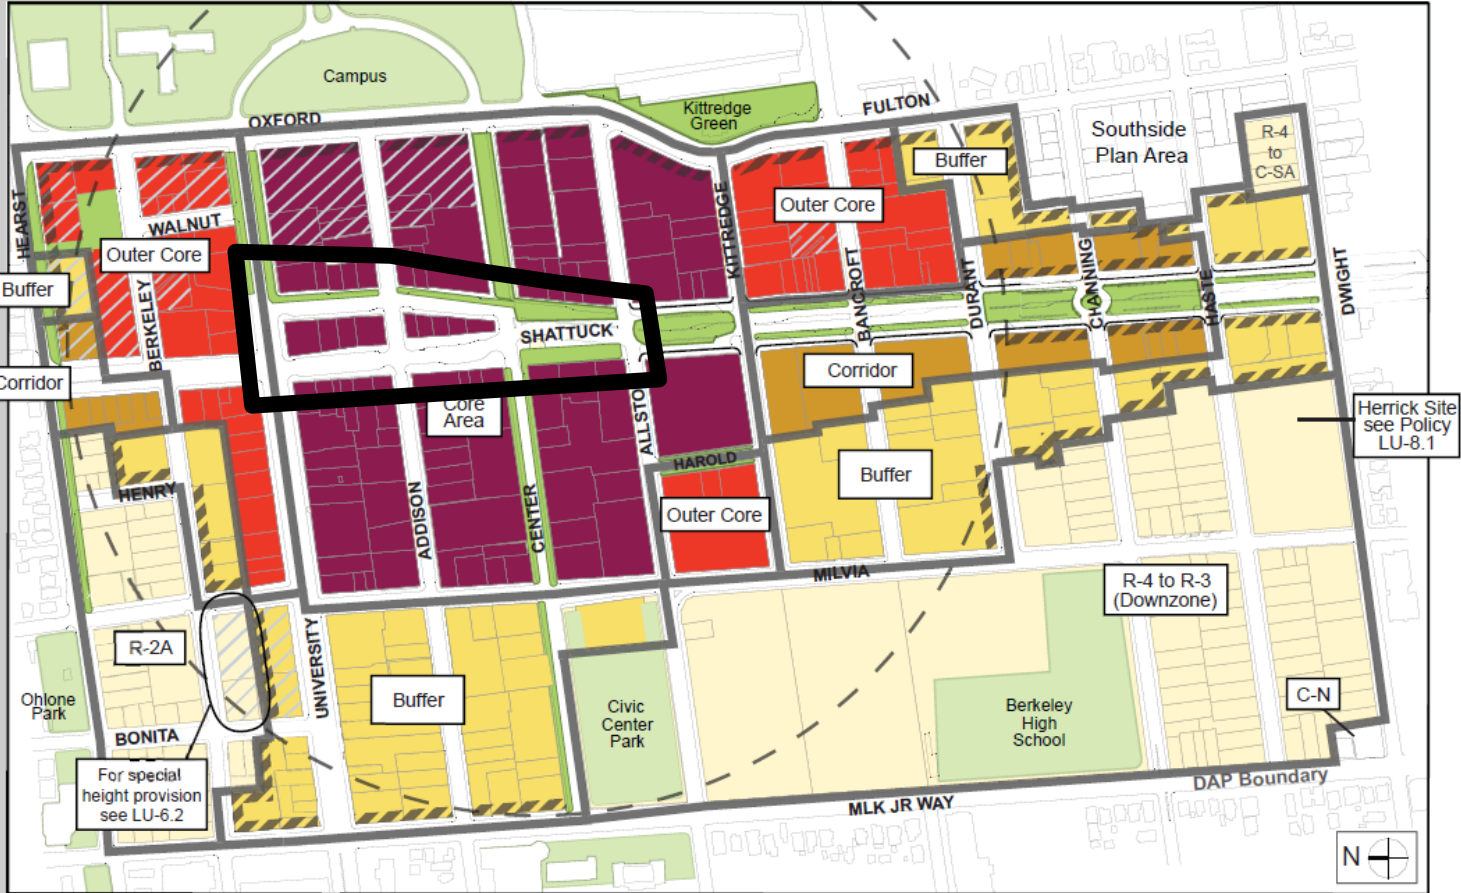 Campus
Kittredge
Green
OXFORD
FULTON
Southside
Plan Area
R-4
to
C-SA
Buffer
HEARST
WALNUT
Outer Core
Outer Core
KITTREDGE
Buffer
BERKELEY
BANCROFT
DURANT
CHANNING
HASTE
DWIGHT
SHATTUCK
Corridor
Corridor
Core
Area
ALLSTO
Herrick Site
see Policy
LU-8.1
HAROLD
Buffer
HENRY
ADDISON
CENTER
Outer Core
MILVIA
R-4 to R-3
(Downzone)
R-2A
UNIVERSITY
Ohlone
Park
Buffer
Civic
Center
Park
Berkeley
High
School
C-N
BONITA
For special
height provision
see LU-6.2
DAP Boundary
MLK JR WAY
N